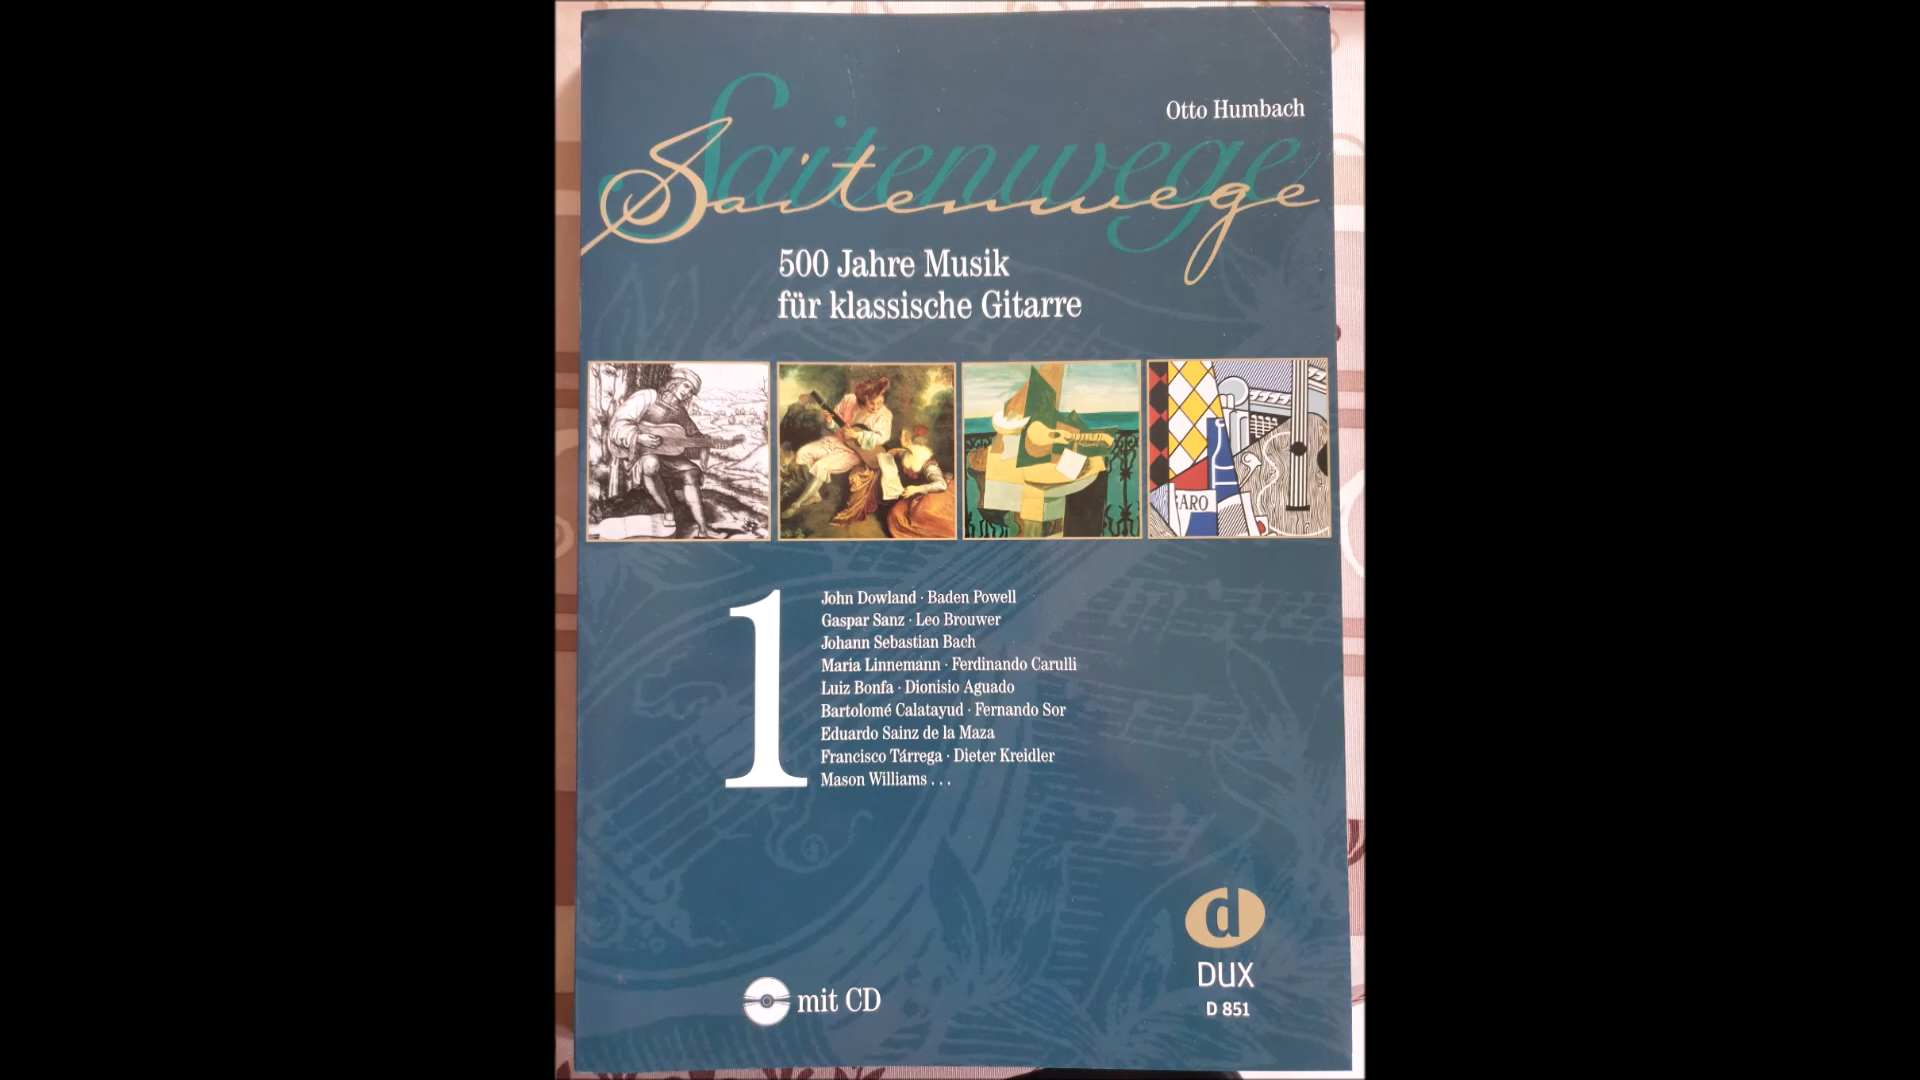 Otto Humbach
Saitenwege
Saitenwege
500 Jahre Musik
für klassische Gitarre
ARO
1
John Dowland · Baden Powell
Gaspar Sanz · Leo Brouwer
Johann Sebastian Bach
Maria Linnemann · Ferdinando Carulli
Luiz Bonfa · Dionisio Aguado
Bartolomé Calatayud · Fernando Sor
Eduardo Sainz de la Maza
Francisco Tárrega · Dieter Kreidler
Mason Williams . . .
d
DUX
D 851
mit CD